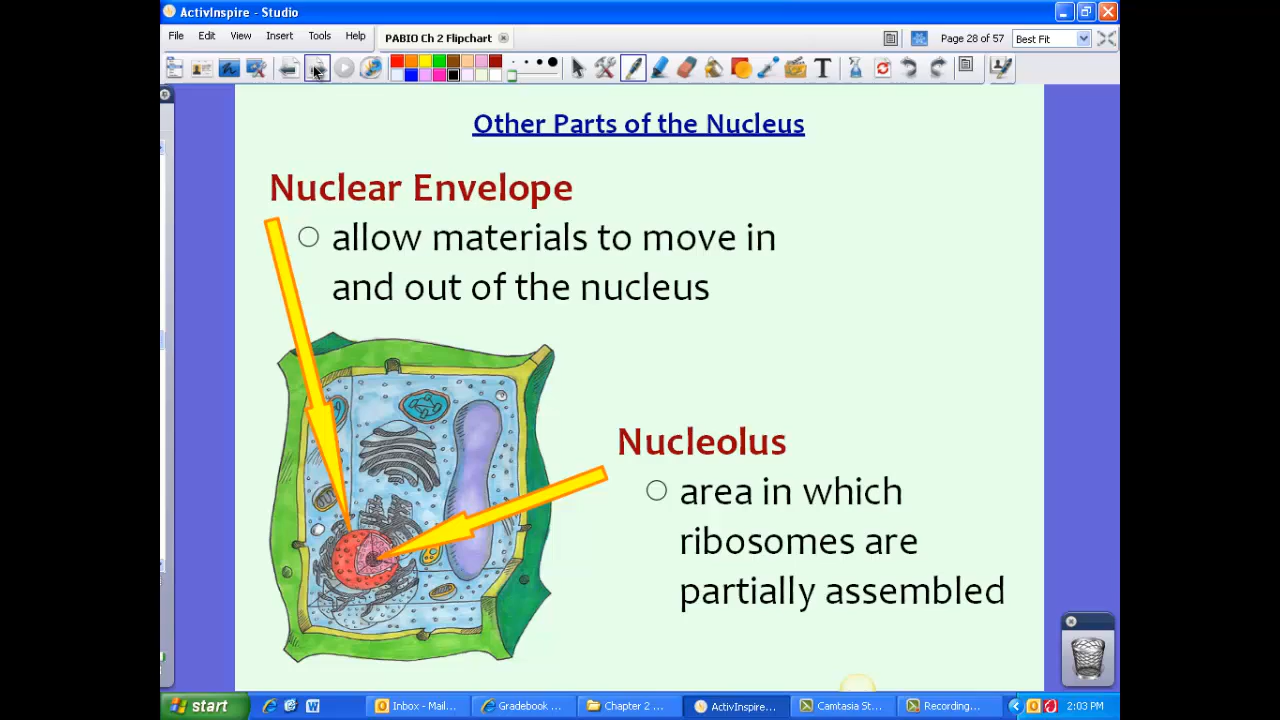 ActivInspire - Studio
File Edit View Insert Tools Help
PABIO Ch 2 Flipchart
Page 28 of 57
Best Fit
T
Other Parts of the Nucleus
Nuclear Envelope
allow materials to move in
and out of the nucleus
Nucleolus
area in which
ribosomes are
partially assembled
start
W
Inbox - Mail...
Gradebook ...
Chapter 2 ...
ActivInspire...
Camtasia St...
Recording...
2:03 PM